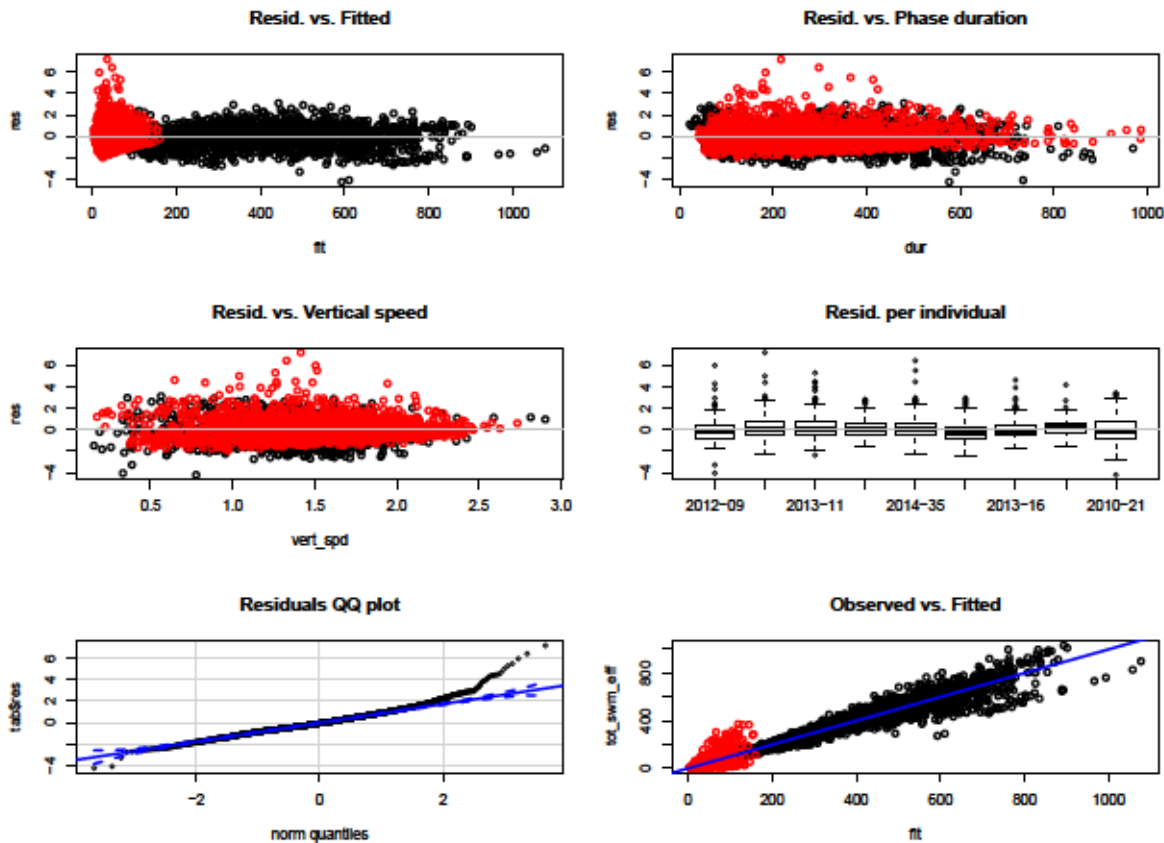 Resid. vs. Fitted
res
-4 0 2 4 6
0 200 400 600 800 1000
fit
Resid. vs. Phase duration
res
-4 0 2 4 6
0 200 400 600 800 1000
dur
Resid. vs. Vertical speed
res
-4 0 2 4 6
0.5 1.0 1.5 2.0 2.5 3.0
vert_spd
Resid. per individual
res
-4 0 2 4 6
2012-09 2013-11 2014-35 2013-16 2010-21
Residuals QQ plot
tab$res
-4 0 2 4 6
-2 0 2
norm quantiles
Observed vs. Fitted
tot_swm_eff
0 400 800
0 200 400 600 800 1000
fit